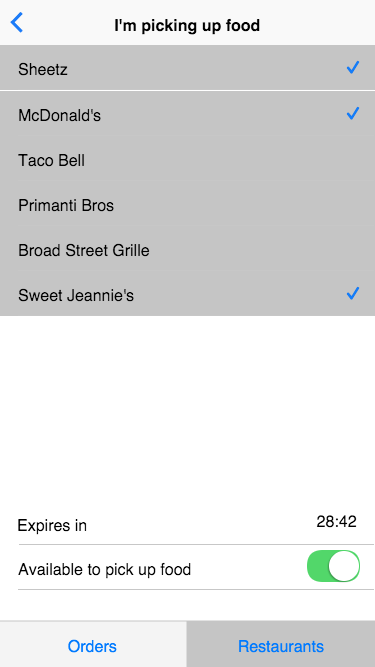 I'm picking up food
Sheetz
McDonald's
Taco Bell
Primanti Bros
Broad Street Grille
Sweet Jeannie's
Expires in 28:42
Available to pick up food
Orders Restaurants